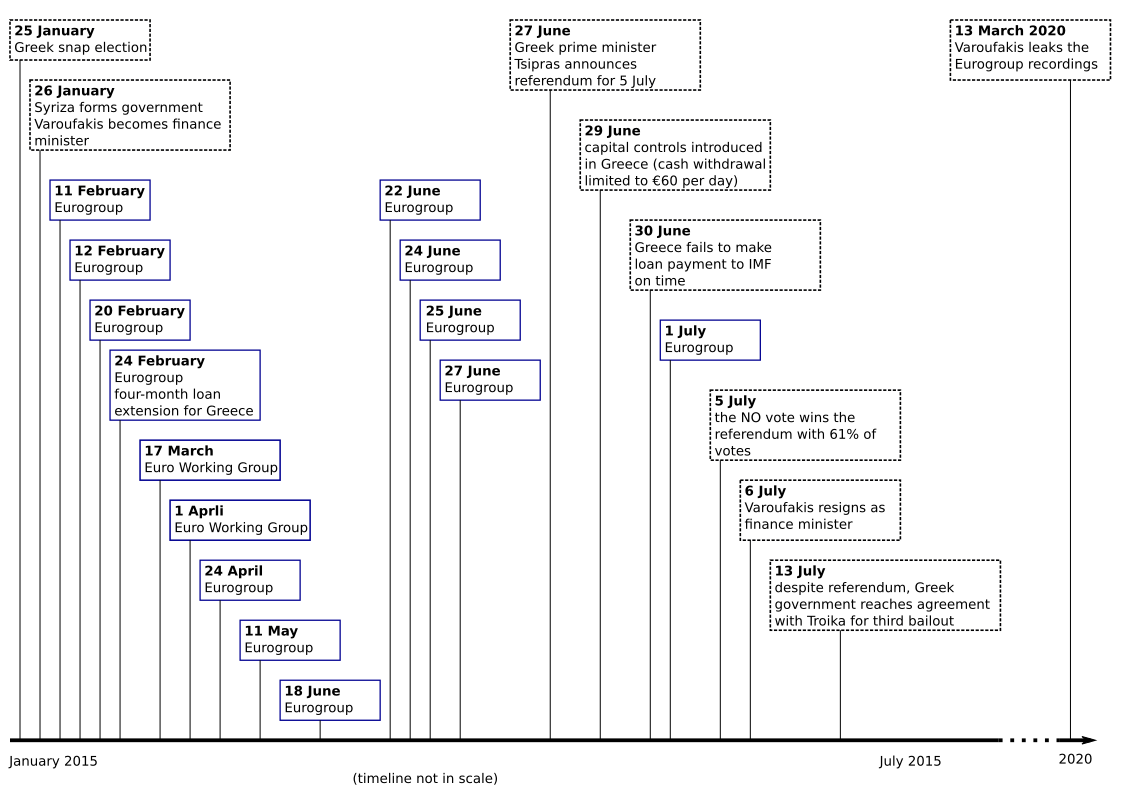 25 January
Greek snap election
26 January
Syriza forms government
Varoufakis becomes finance
minister
11 February
Eurogroup
12 February
Eurogroup
20 February
Eurogroup
24 February
Eurogroup
four-month loan
extension for Greece
17 March
Euro Working Group
1 Aprli
Euro Working Group
24 April
Eurogroup
11 May
Eurogroup
18 June
Eurogroup
22 June
Eurogroup
24 June
Eurogroup
25 June
Eurogroup
27 June
Eurogroup
27 June
Greek prime minister
Tsipras announces
referendum for 5 July
29 June
capital controls introduced
in Greece (cash withdrawal
limited to €60 per day)
30 June
Greece fails to make
loan payment to IMF
on time
1 July
Eurogroup
5 July
the NO vote wins the
referendum with 61% of
votes
6 July
Varoufakis resigns as
finance minister
13 July
despite referendum, Greek
government reaches agreement
with Troika for third bailout
13 March 2020
Varoufakis leaks the
Eurogroup recordings
January 2015
(timeline not in scale)
July 2015
2020